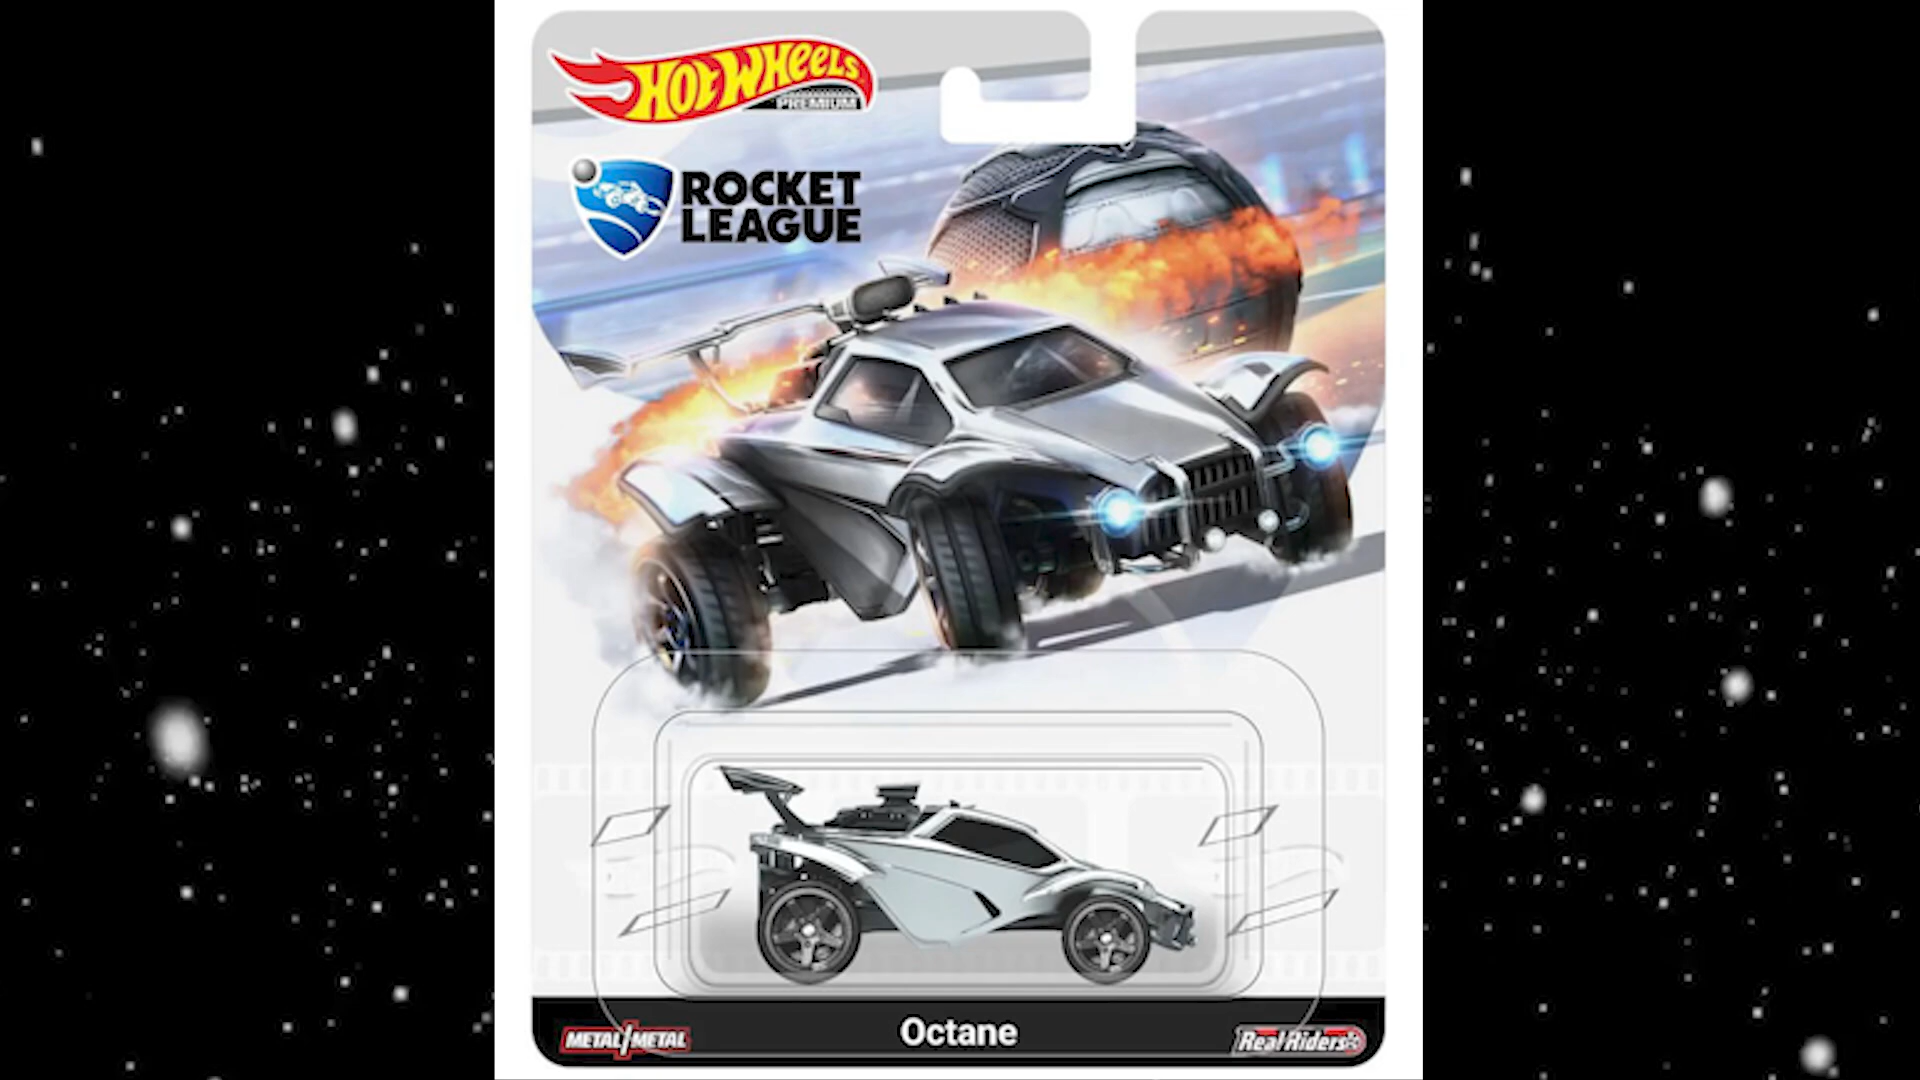 HOT WHEELS
PREMIUM
ROCKET
LEAGUE
METAL/METAL
Octane
Real Riders